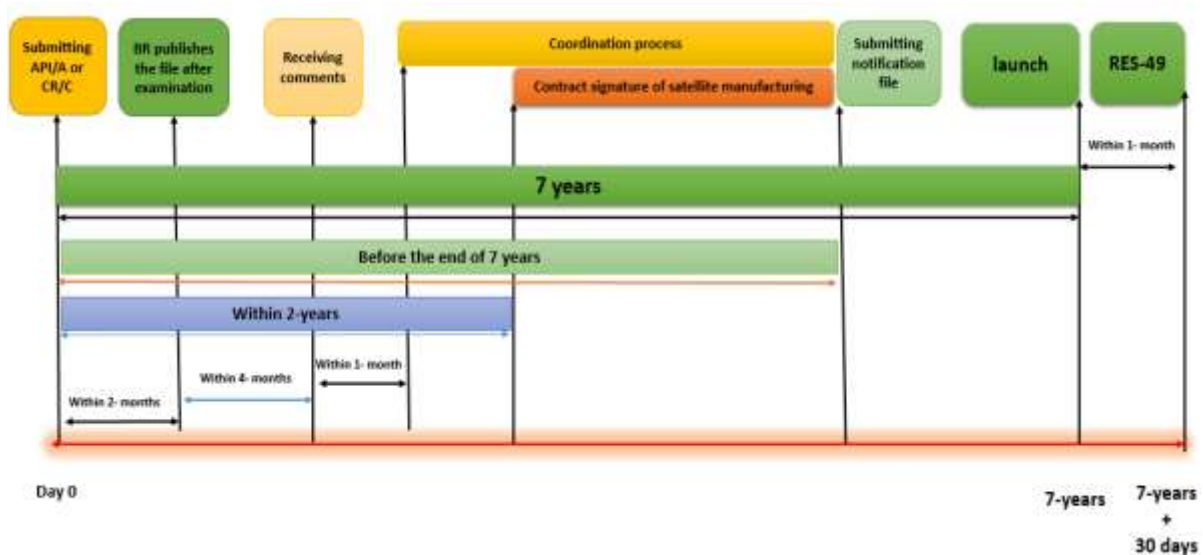 Submitting
API/A or
CR/C
BR publishes
the file after
examination
Receiving
comments
Coordination process
Contract signature of satellite manufacturing
Submitting
notification
file
launch
RES-49
Within 1- month
7 years
Before the end of 7 years
Within 2-years
Within 1- month
Within 4- months
Within 2- months
Day 0
7-years
7-years
+
30 days